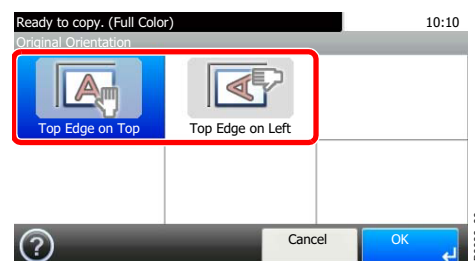 Ready to copy. (Full Color) 10:10
Original Orientation
A A
Top Edge on Top Top Edge on Left
? Cancel OK